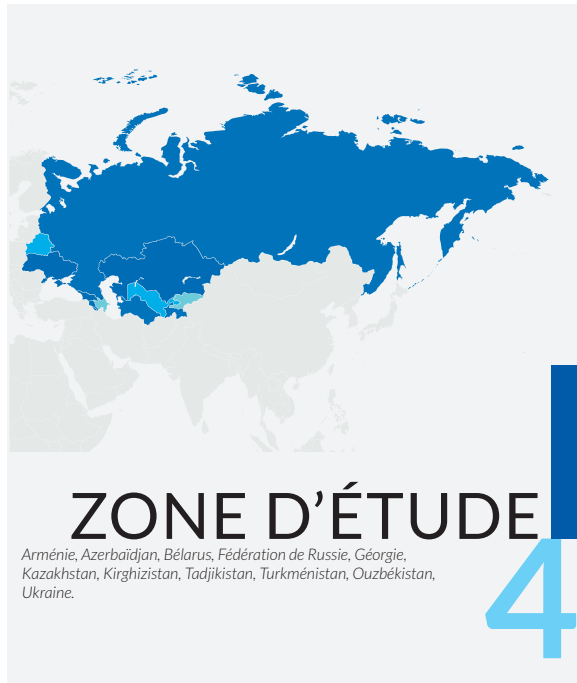 ZONE D'ÉTUDE
Arménie, Azerbaïdjan, Bélarus, Fédération de Russie, Géorgie,
Kazakhstan, Kirghizistan, Tadjikistan, Turkménistan, Ouzbékistan,
Ukraine.
4